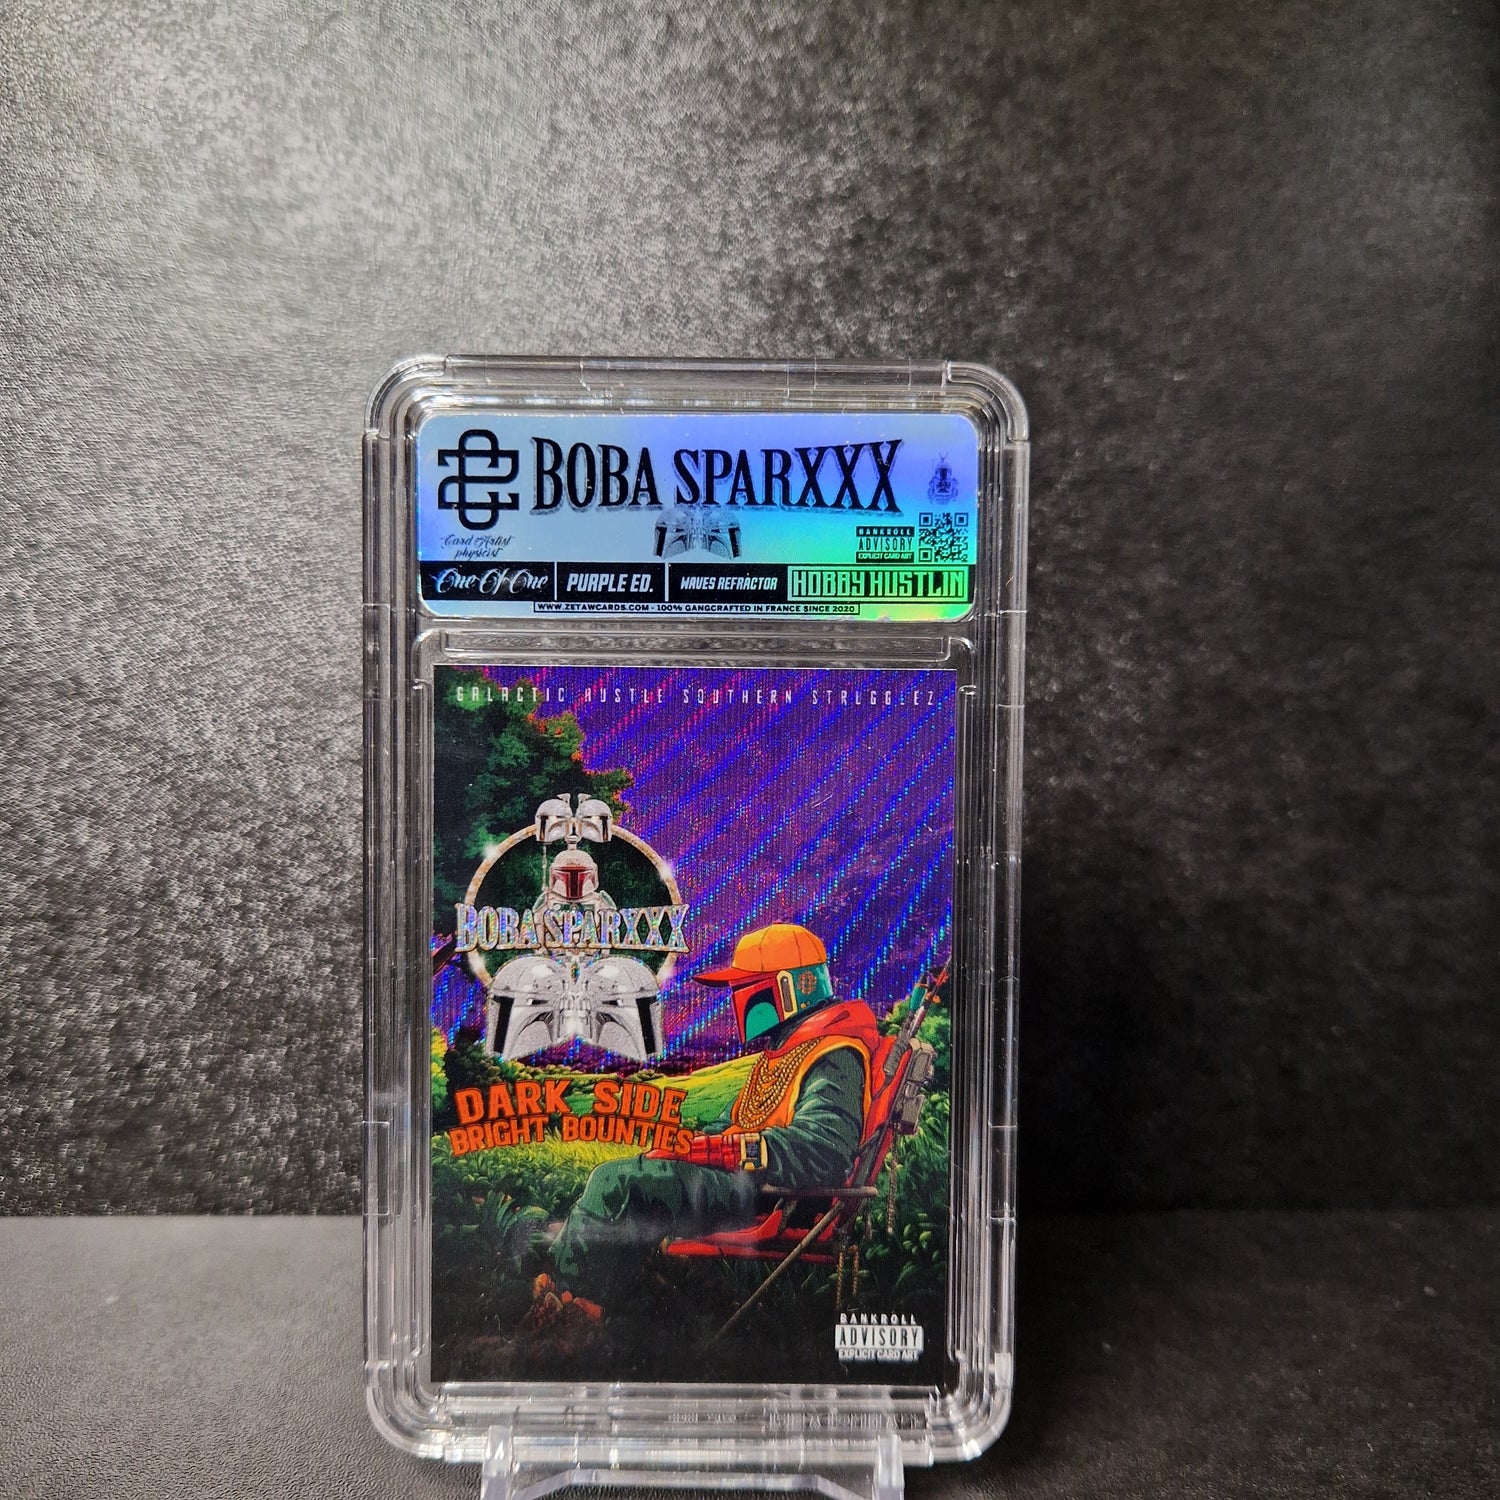 BOBA SPARXXX
Card Artist
physicist
BANKROLL
ADVISORY
EXPLICIT CARD ART
One Of One
PURPLE ED.
WAVES REFRACTOR
HOBBY HUSTLIN
WWW.ZETAWCARDS.COM - 100% GANGCRAFTED IN FRANCE SINCE 2020
GALACTIC HUSTLE SOUTHERN STRUGGLEZ
BOBA SPARXXX
DARK SIDE
BRIGHT BOUNTIES
BANKROLL
ADVISORY
EXPLICIT CARD ART